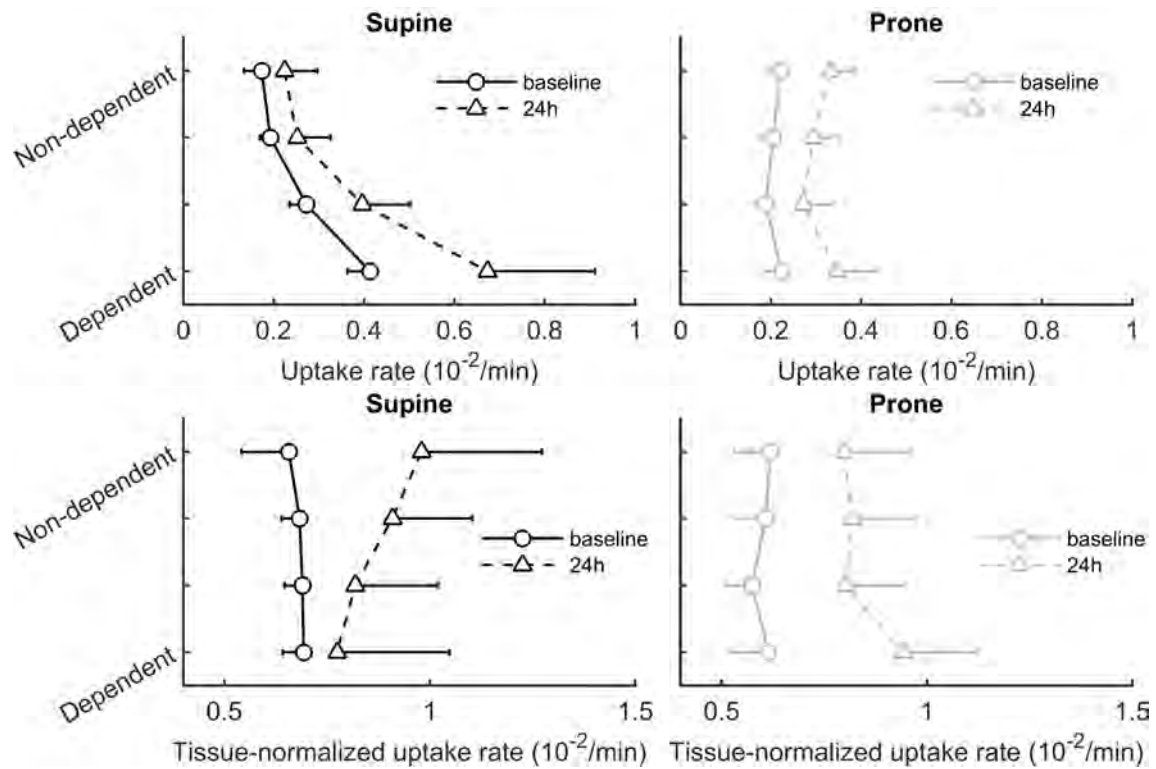 Supine
Prone
Non-dependent
Dependent
baseline
24h
baseline
24h
0 0.2 0.4 0.6 0.8 1
0 0.2 0.4 0.6 0.8 1
Uptake rate (10⁻²/min)
Uptake rate (10⁻²/min)
Supine
Prone
Non-dependent
Dependent
baseline
24h
baseline
24h
0.5 1 1.5
0.5 1 1.5
Tissue-normalized uptake rate (10⁻²/min)
Tissue-normalized uptake rate (10⁻²/min)